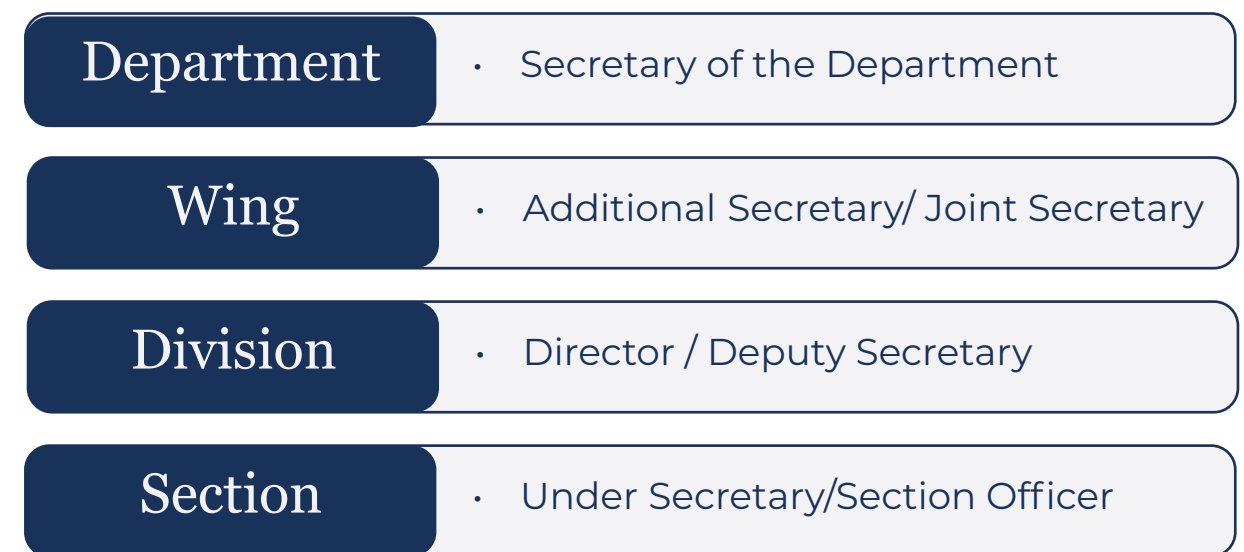 Department
• Secretary of the Department
Wing
• Additional Secretary/ Joint Secretary
Division
• Director / Deputy Secretary
Section
• Under Secretary/Section Officer